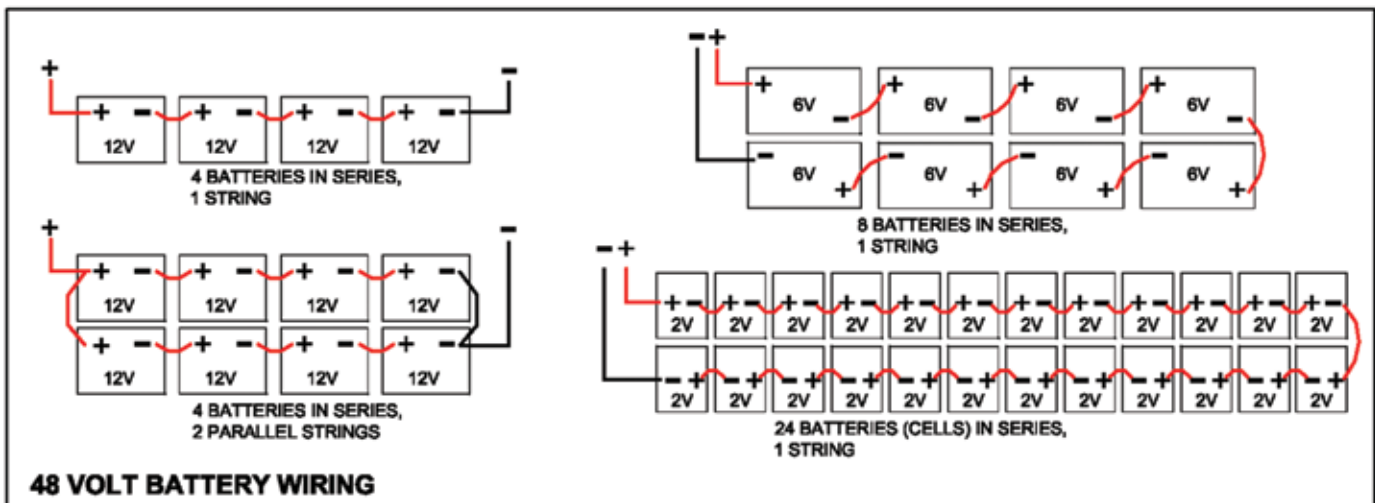 + -
+ - + - + - + -
12V 12V 12V 12V
4 BATTERIES IN SERIES,
1 STRING
+ -
+ - + - + - + -
12V 12V 12V 12V
+ - + - + - + -
12V 12V 12V 12V
4 BATTERIES IN SERIES,
2 PARALLEL STRINGS
- +
+ + + +
6V 6V 6V 6V
- - - -
- - - -
6V 6V 6V 6V
+ + + +
8 BATTERIES IN SERIES,
1 STRING
- +
+ - + - + - + - + - + - + - + - + - + - + - + -
2V 2V 2V 2V 2V 2V 2V 2V 2V 2V 2V 2V
- + - + - + - + - + - + - + - + - + - + - + - +
2V 2V 2V 2V 2V 2V 2V 2V 2V 2V 2V 2V
24 BATTERIES (CELLS) IN SERIES,
1 STRING
48 VOLT BATTERY WIRING